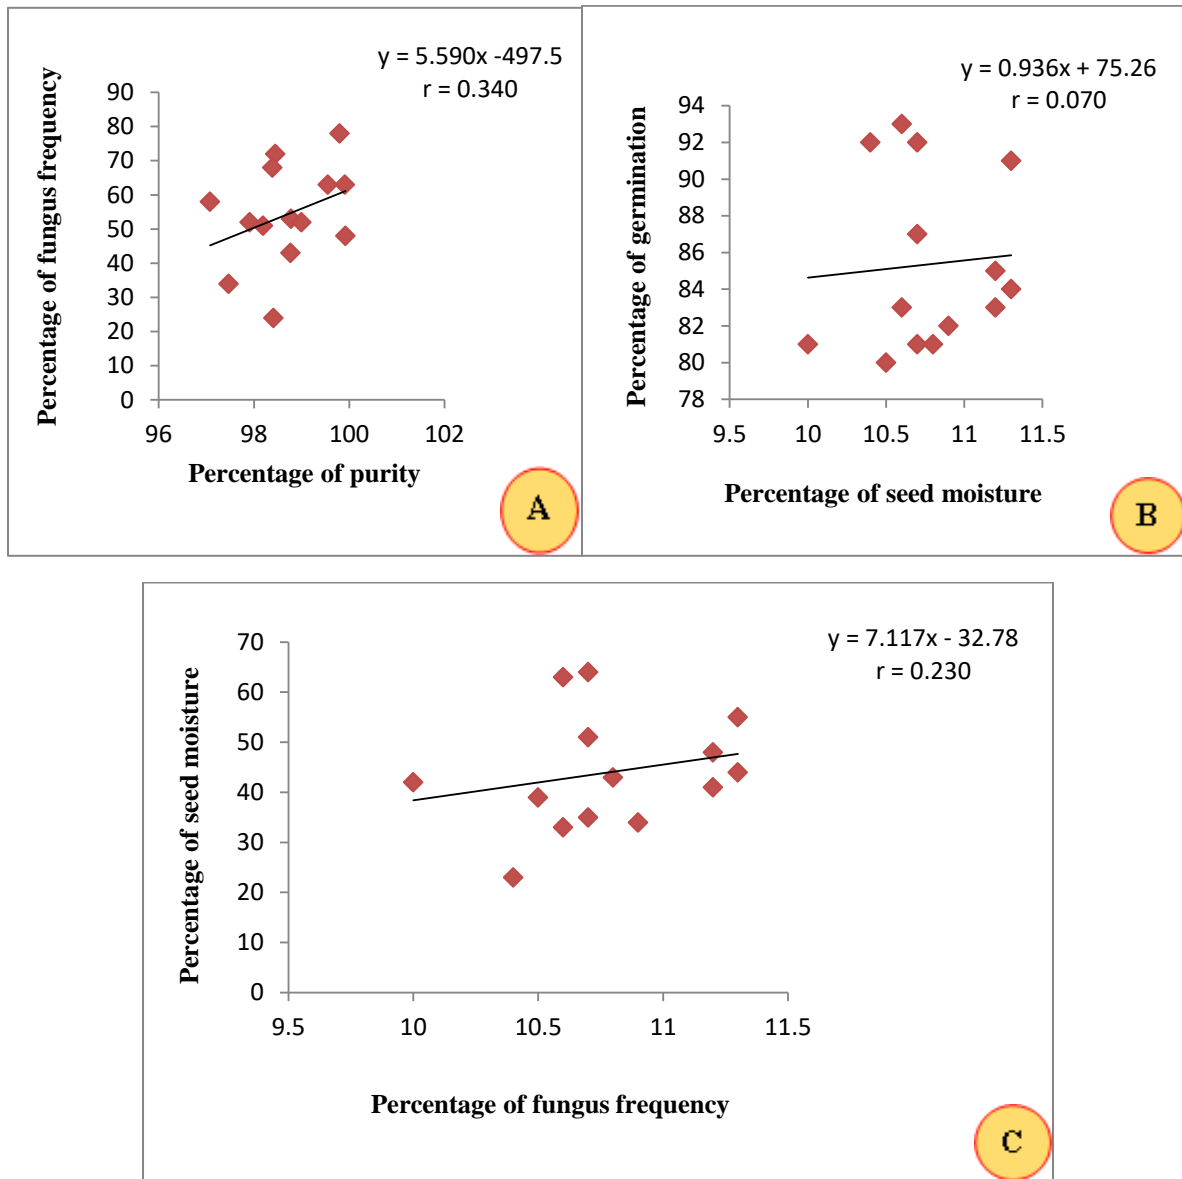 y = 5.590x -497.5
r = 0.340
Percentage of fungus frequency
90
80
70
60
50
40
30
20
10
0
96 98 100 102
Percentage of purity
A
y = 0.936x + 75.26
r = 0.070
Percentage of germination
94
92
90
88
86
84
82
80
78
9.5 10 10.5 11 11.5
Percentage of seed moisture
B
y = 7.117x - 32.78
r = 0.230
Percentage of seed moisture
70
60
50
40
30
20
10
0
9.5 10 10.5 11 11.5
Percentage of fungus frequency
C